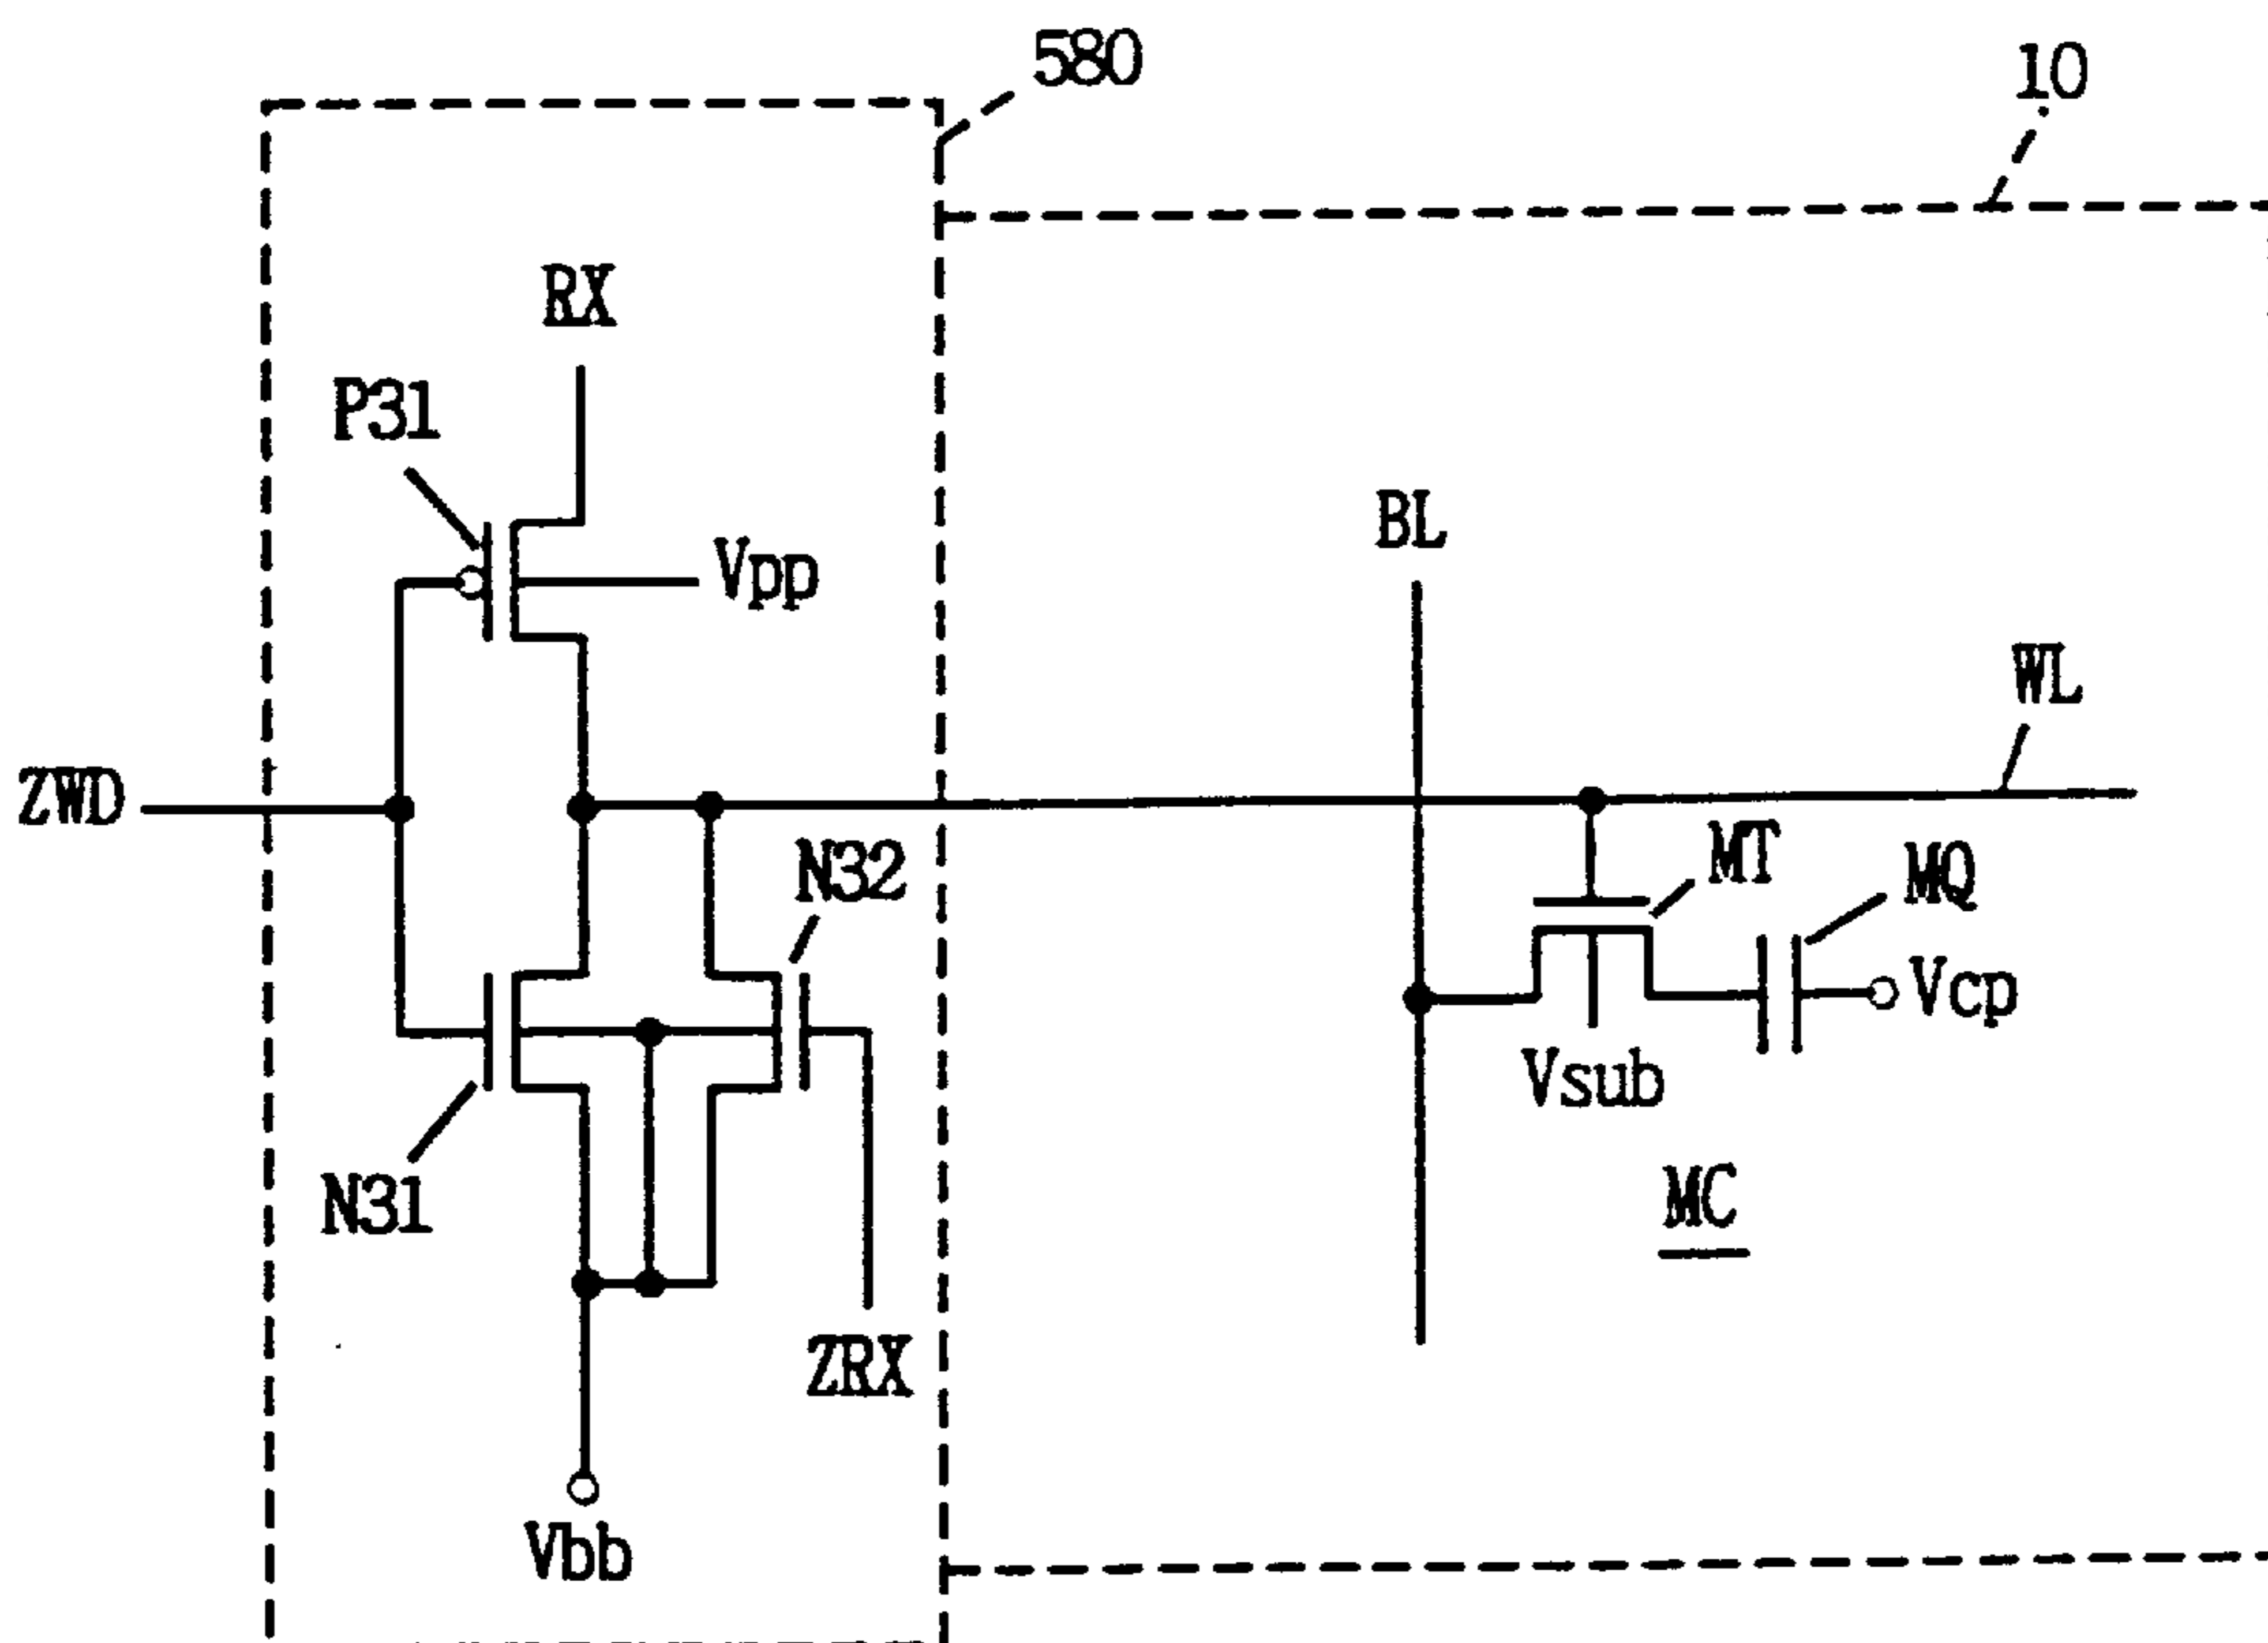 580
10
RX
P31
Vpp
BL
WL
ZWD
N32
MT
MQ
Vcp
Vsub
N31
MC
ZRX
Vbb